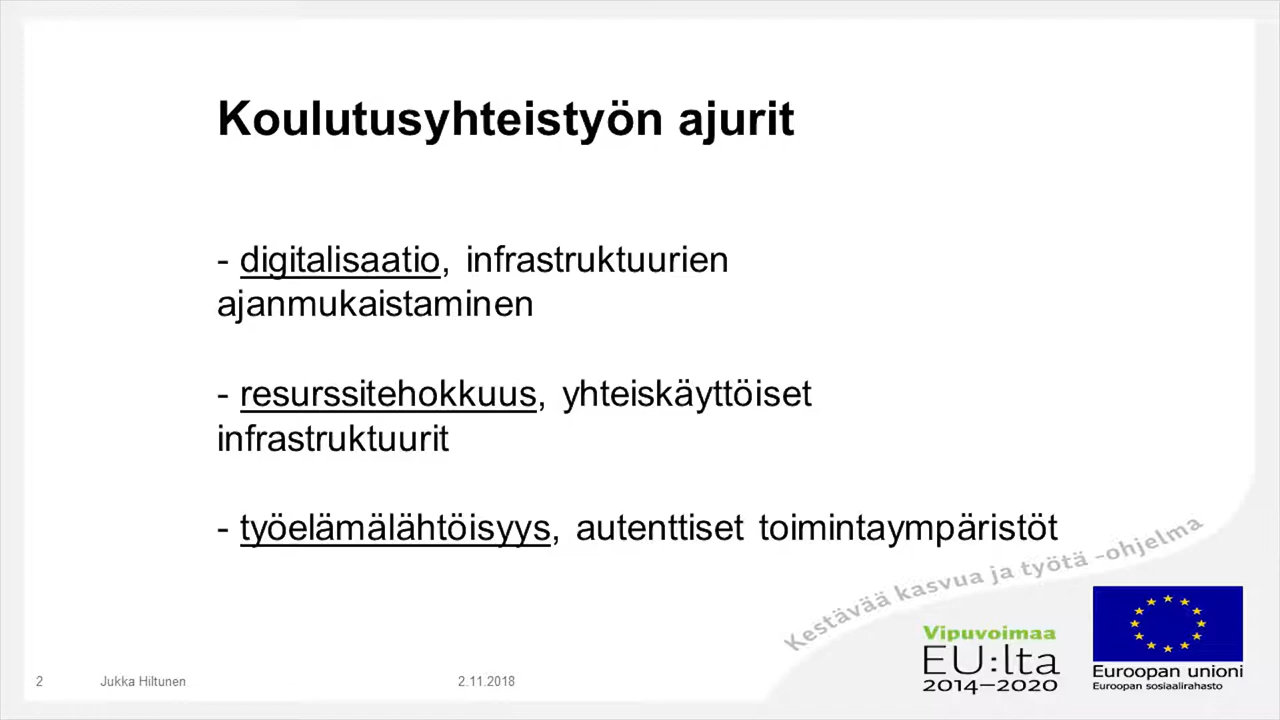 Koulutusyhteistyön ajurit
- digitalisaatio, infrastruktuurien
ajanmukaistaminen
- resurssitehokkuus, yhteiskäyttöiset
infrastruktuurit
- työelämälähtöisyys, autenttiset toimintaympäristöt
Kestävää kasvua ja työtä -ohjelma
Vipuvoimaa
EU:lta
2014–2020
Euroopan unioni
Euroopan sosiaalirahasto
2 Jukka Hiltunen 2.11.2018